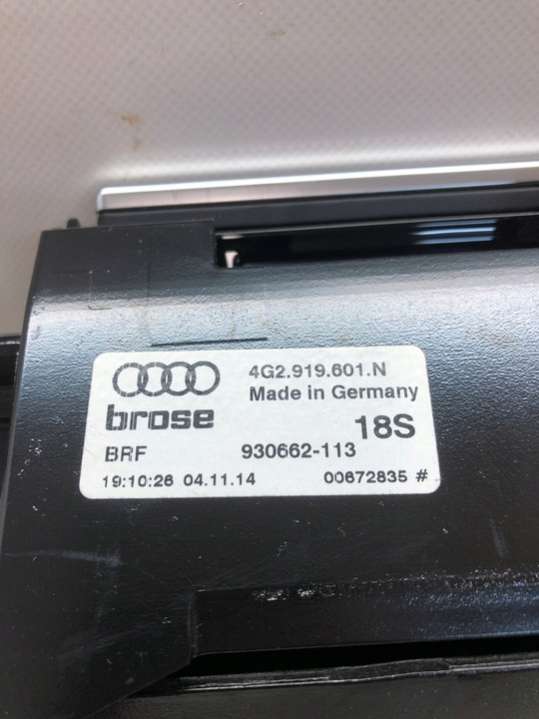 4G2.919.601.N
Made in Germany
brose
18S
BRF 930662-113
19:10:26 04.11.14 00672835 #